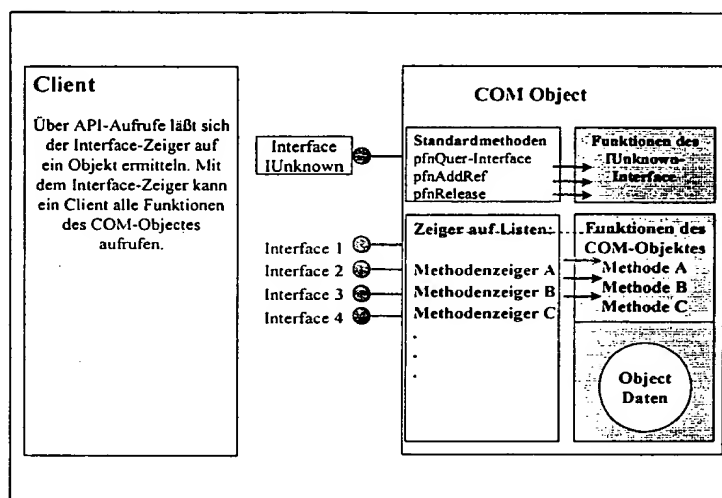 Client
Über API-Aufrufe läßt sich
der Interface-Zeiger auf
ein Objekt ermitteln. Mit
dem Interface-Zeiger kann
ein Client alle Funktionen
des COM-Objectes
aufrufen.
Interface
IUnknown
Interface 1
Interface 2
Interface 3
Interface 4
COM Object
Standardmethoden
pfnQuer-Interface
pfnAddRef
pfnRelease
Funktionen des
IUnknown-
Interface
Zeiger auf Listen:
Methodenzeiger A
Methodenzeiger B
Methodenzeiger C
.
.
.
Funktionen des
COM-Objektes
Methode A
Methode B
Methode C
Object
Daten